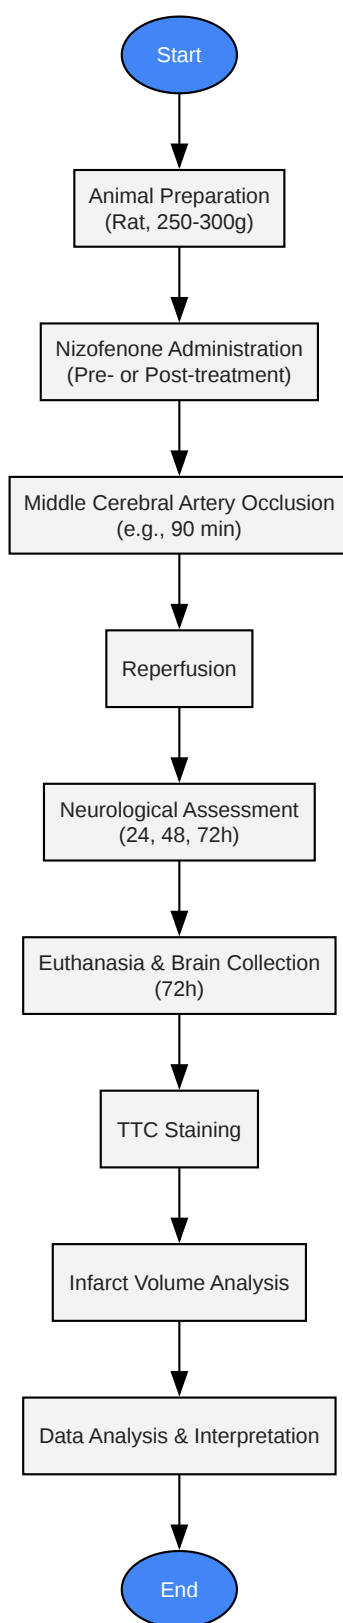 Start
Animal Preparation
(Rat, 250-300g)
Nizofenone Administration
(Pre- or Post-treatment)
Middle Cerebral Artery Occlusion
(e.g., 90 min)
Reperfusion
Neurological Assessment
(24, 48, 72h)
Euthanasia & Brain Collection
(72h)
TTC Staining
Infarct Volume Analysis
Data Analysis & Interpretation
End